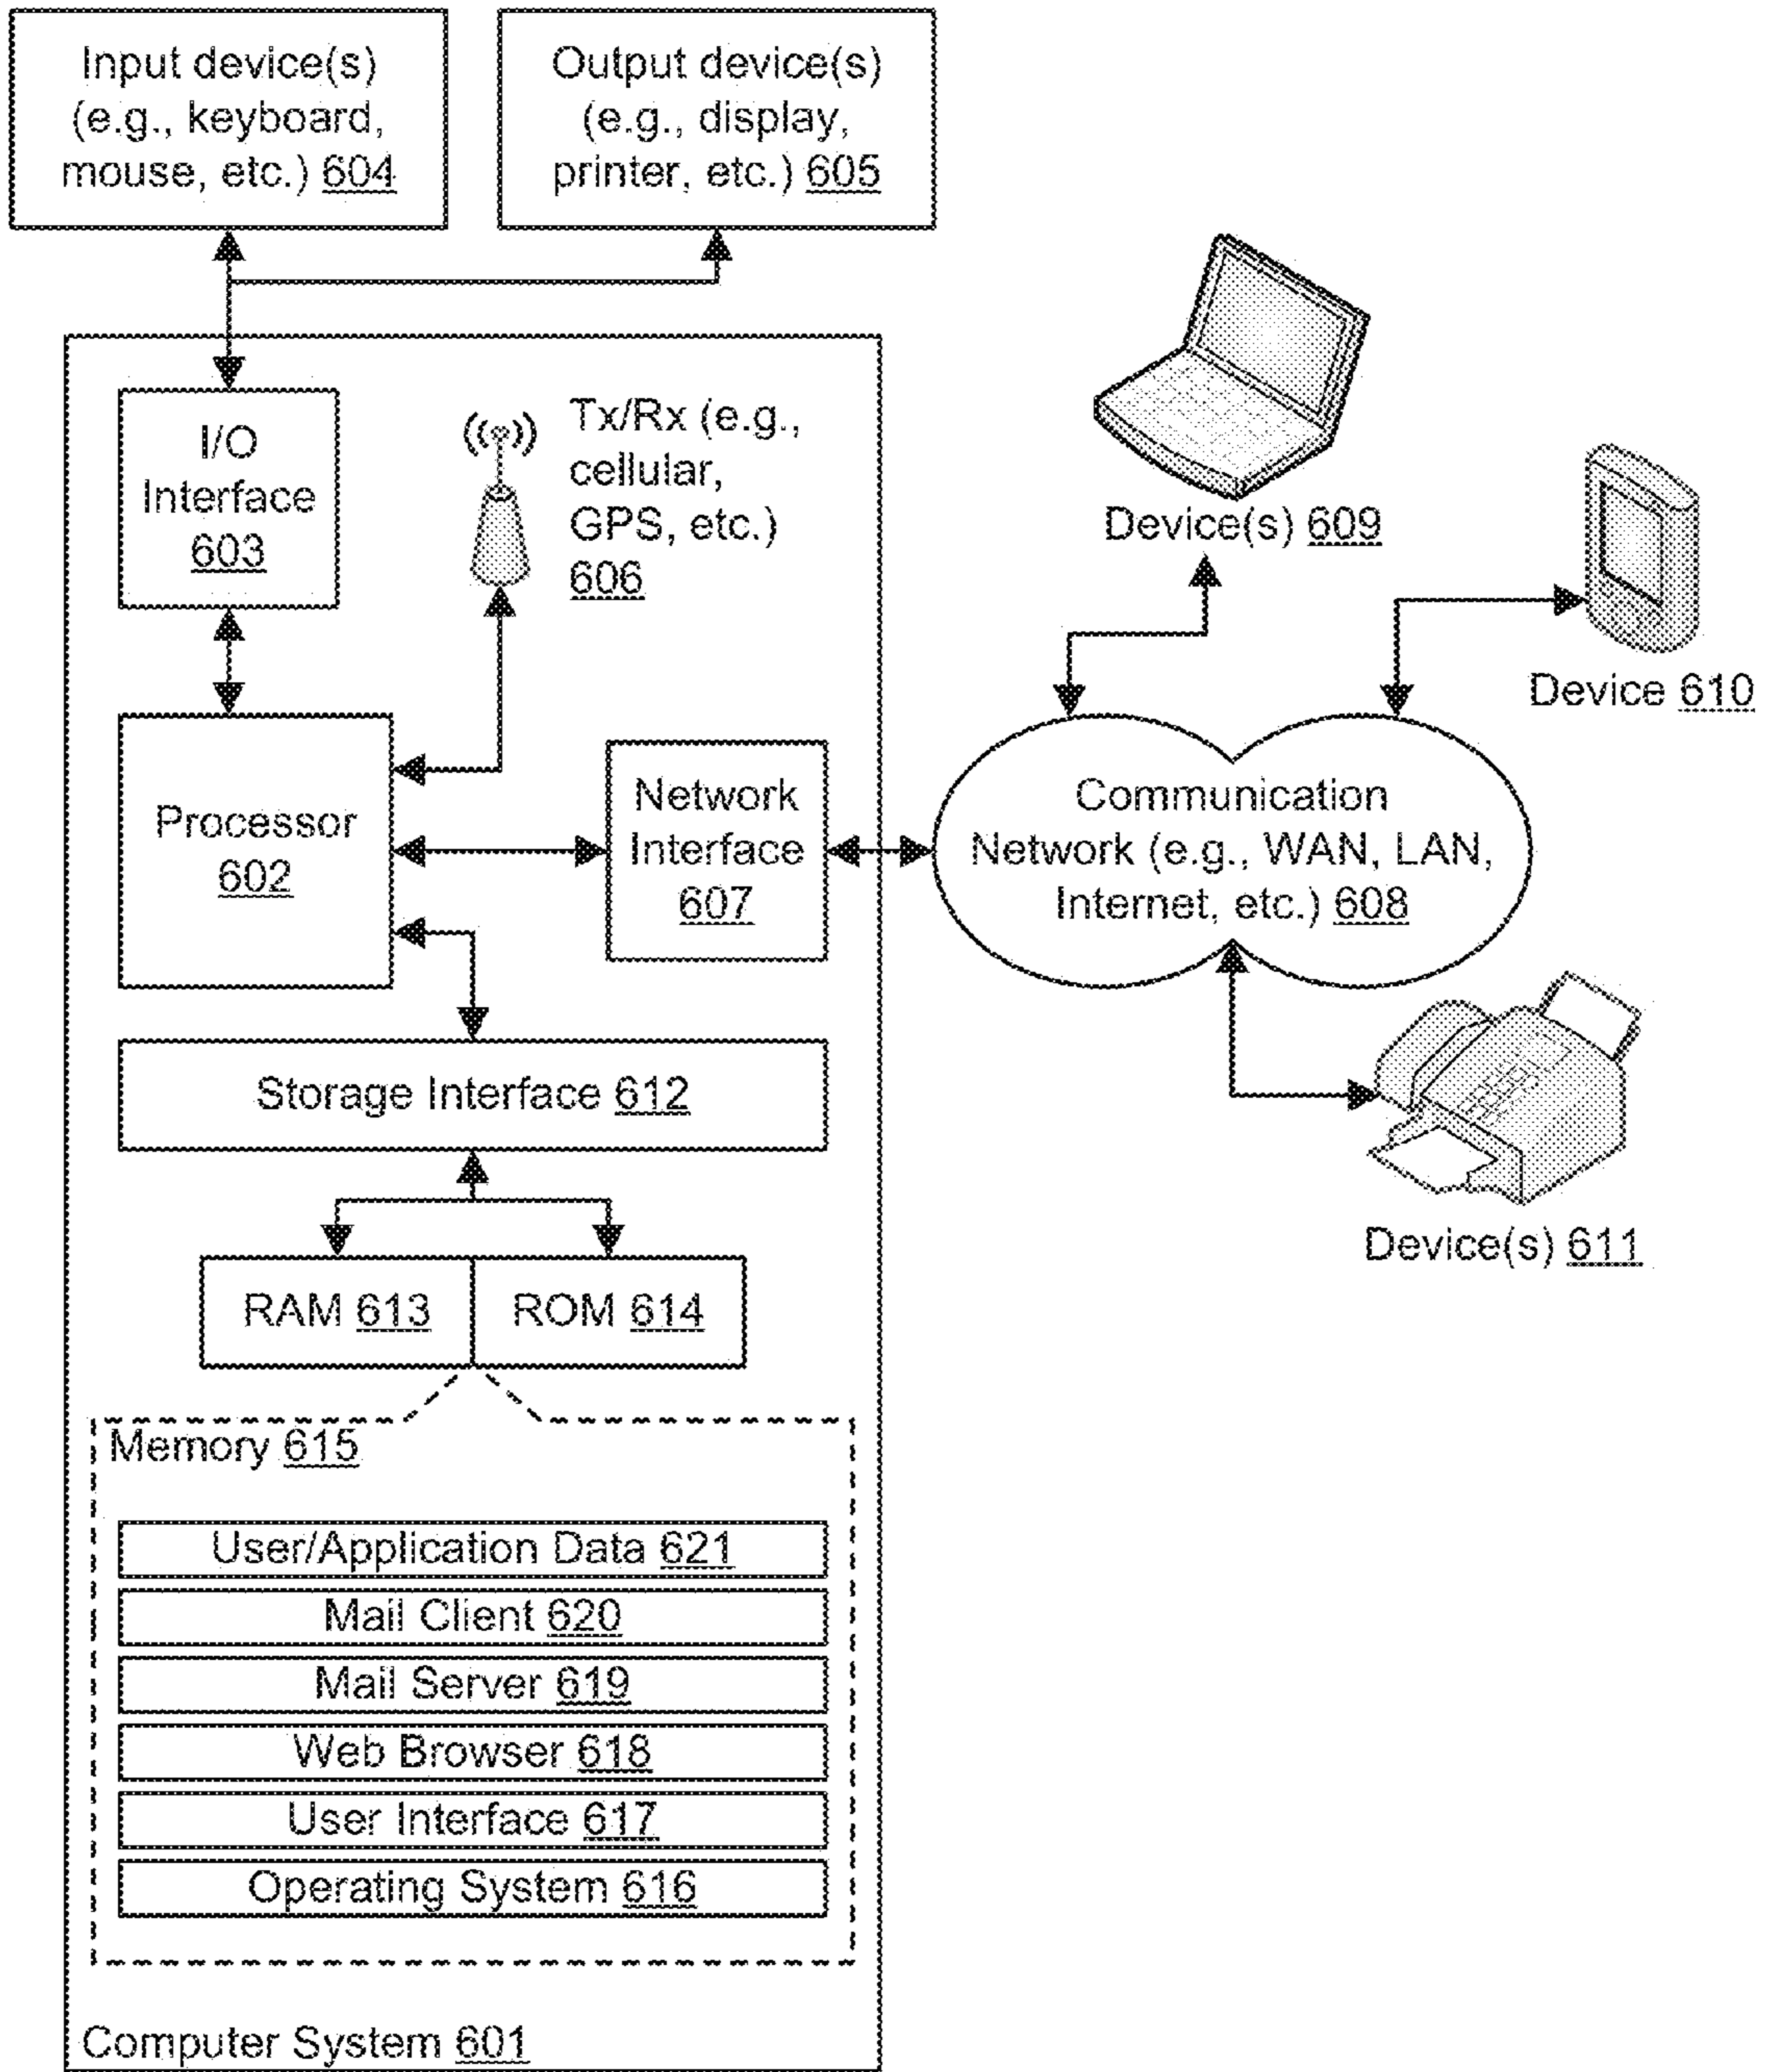 Input device(s)
(e.g., keyboard,
mouse, etc.) 604
Output device(s)
(e.g., display,
printer, etc.) 605
I/O
Interface
603
Tx/Rx (e.g.,
cellular,
GPS, etc.)
606
Device(s) 609
Device 610
Processor
602
Network
Interface
607
Communication
Network (e.g., WAN, LAN,
Internet, etc.) 608
Storage Interface 612
Device(s) 611
RAM 613
ROM 614
Memory 615
User/Application Data 621
Mail Client 620
Mail Server 619
Web Browser 618
User Interface 617
Operating System 616
Computer System 601